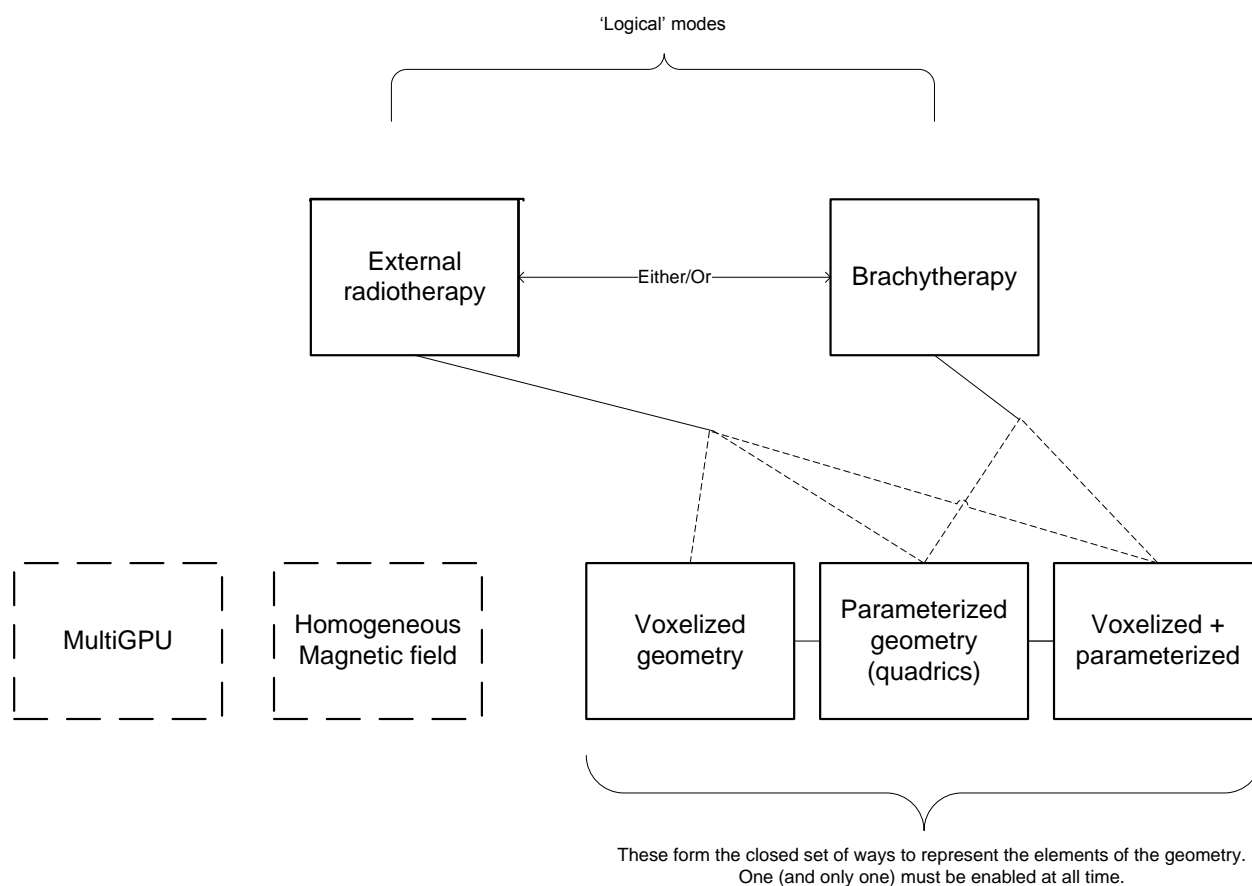 ‘Logical’ modes
External
radiotherapy
Either/Or
Brachytherapy
MultiGPU
Homogeneous
Magnetic field
Voxelized
geometry
Parameterized
geometry
(quadrics)
Voxelized +
parameterized
These form the closed set of ways to represent the elements of the geometry.
One (and only one) must be enabled at all time.